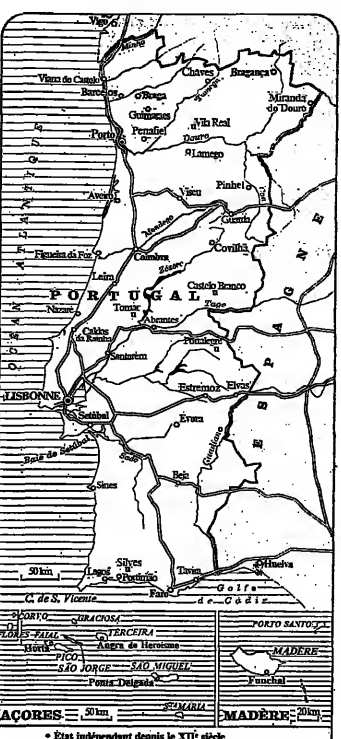 Vigo
Minho
Viana do Castelo
Chaves
Bragança
Barcelos
Braga
Miranda
do Douro
Guimaraes
Penafiel
Vila Real
Porto
Douro
Lamego
Aveiro
Viseu
Pinhel
Mondego
Guarda
Covilhã
Figueira da Foz
Coimbra
Zézere
Leiria
Castelo Branco
PORTUGAL
Nazaré
Tomar
Tage
Caldas
da Rainha
Abrantes
Portalegre
Santarém
OCEAN ATLANTIQUE
ESPAGNE
LISBONNE
Estremoz
Elvas
Setúbal
Évora
Baie de Setúbal
Sado
Guadiana
Beja
Sines
50 km
Silves
Lagos
Portimão
Tavira
Huelva
Faro
C. de S. Vicente
Golfe
de Cádiz
CORVO
GRACIOSA
FLORES
FAIAL
TERCEIRA
Horta
Angra do Heroismo
PICO
SÃO JORGE
SÃO MIGUEL
Ponta Delgada
STA MARIA
AÇORES
50 km
PORTO SANTO
MADÈRE
Funchal
MADÈRE
20 km
• État indépendant depuis le XIIe siècle